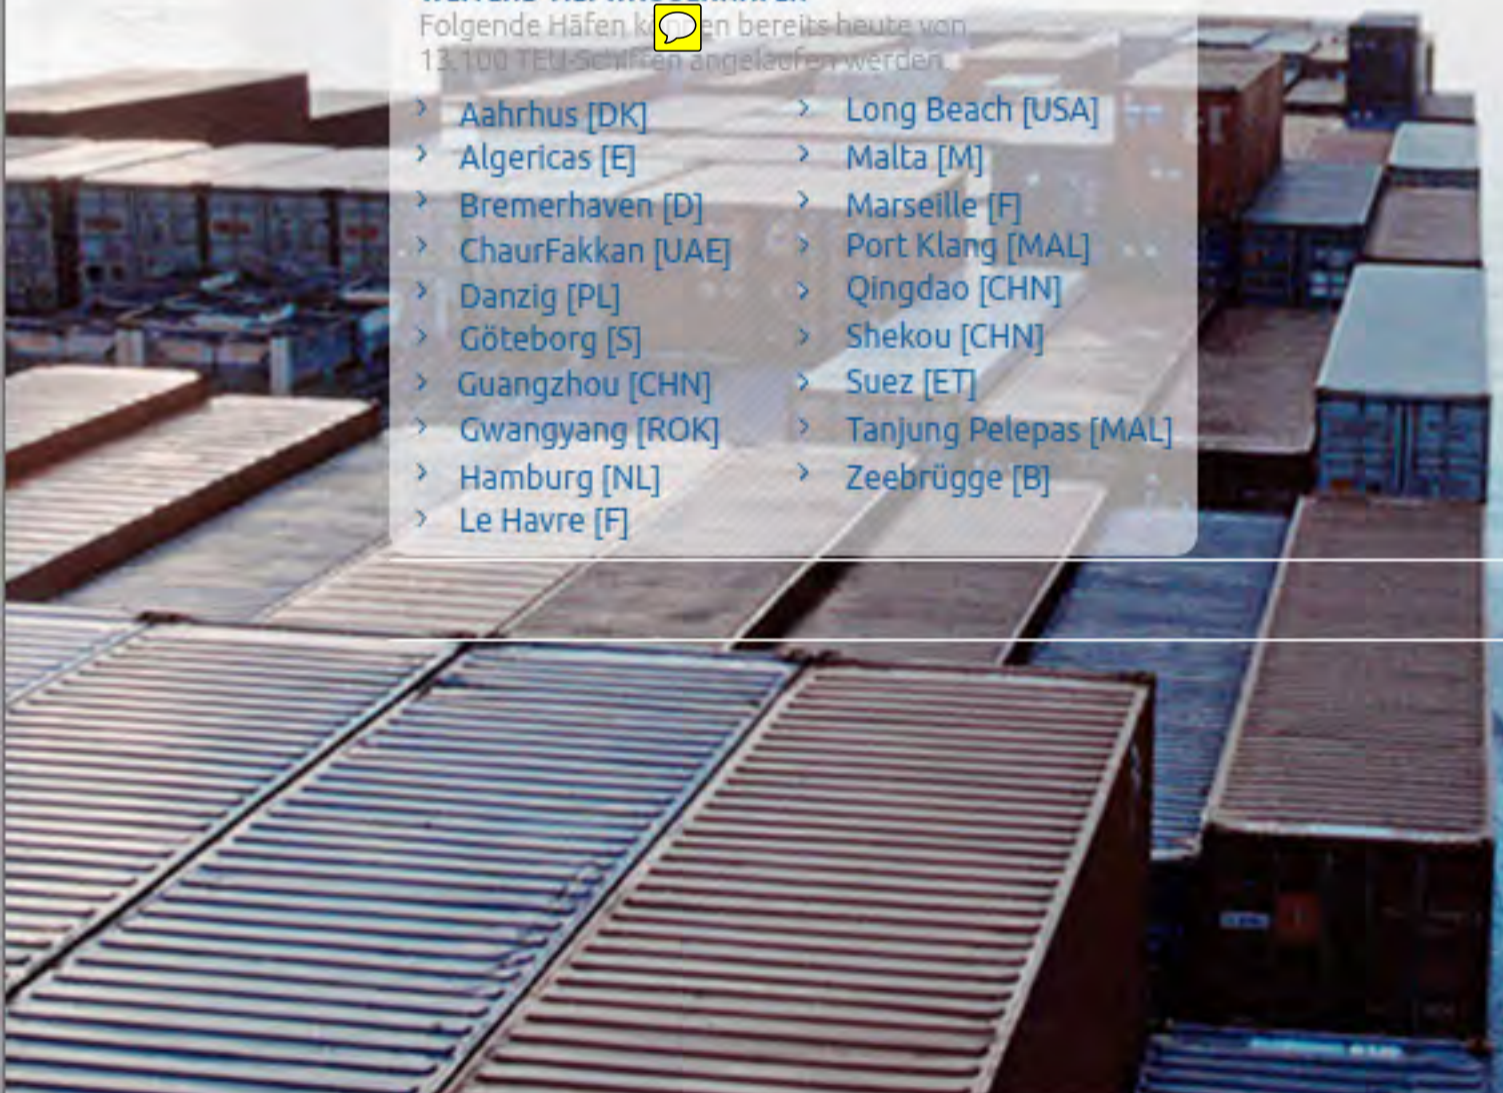 Folgende Häfen können bereits heute von
13.100 TEU-Schiffen angelaufen werden.
Aahrhus [DK]
Algericas [E]
Bremerhaven [D]
ChaurFakkan [UAE]
Danzig [PL]
Göteborg [S]
Guangzhou [CHN]
Gwangyang [ROK]
Hamburg [NL]
Le Havre [F]
Long Beach [USA]
Malta [M]
Marseille [F]
Port Klang [MAL]
Qingdao [CHN]
Shekou [CHN]
Suez [ET]
Tanjung Pelepas [MAL]
Zeebrügge [B]